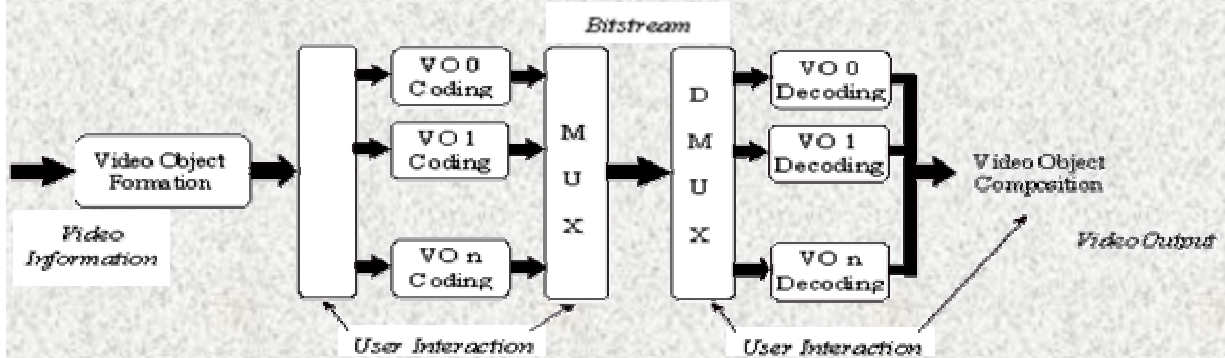 Bitstream
VO 0
Coding
VO 1
Coding
VO n
Coding
Video Object
Formation
Video
Information
M
U
X
D
M
U
X
VO 0
Decoding
VO 1
Decoding
VO n
Decoding
Video Object
Composition
Video Output
User Interaction
User Interaction